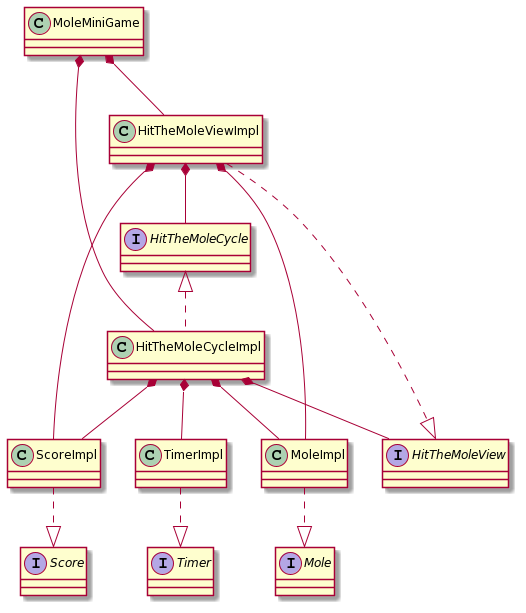 C MoleMiniGame
C HitTheMoleViewImpl
I HitTheMoleCycle
C HitTheMoleCycleImpl
C ScoreImpl
C TimerImpl
C MoleImpl
I HitTheMoleView
I Score
I Timer
I Mole